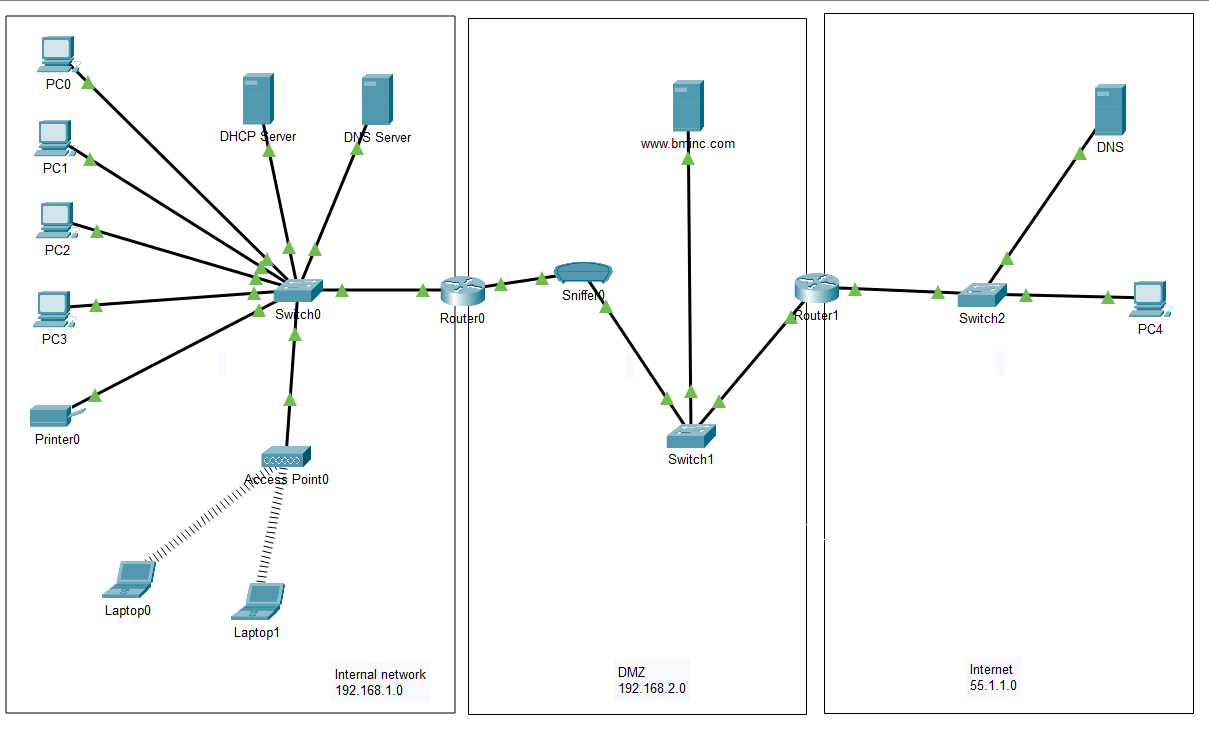 PC0
PC1
PC2
PC3
Printer0
DHCP Server
DNS Server
Switch0
Access Point0
Laptop0
Laptop1
Internal network
192.168.1.0
Router0
Sniffer0
www.bminc.com
Switch1
DMZ
192.168.2.0
Router1
DNS
Switch2
PC4
Internet
55.1.1.0